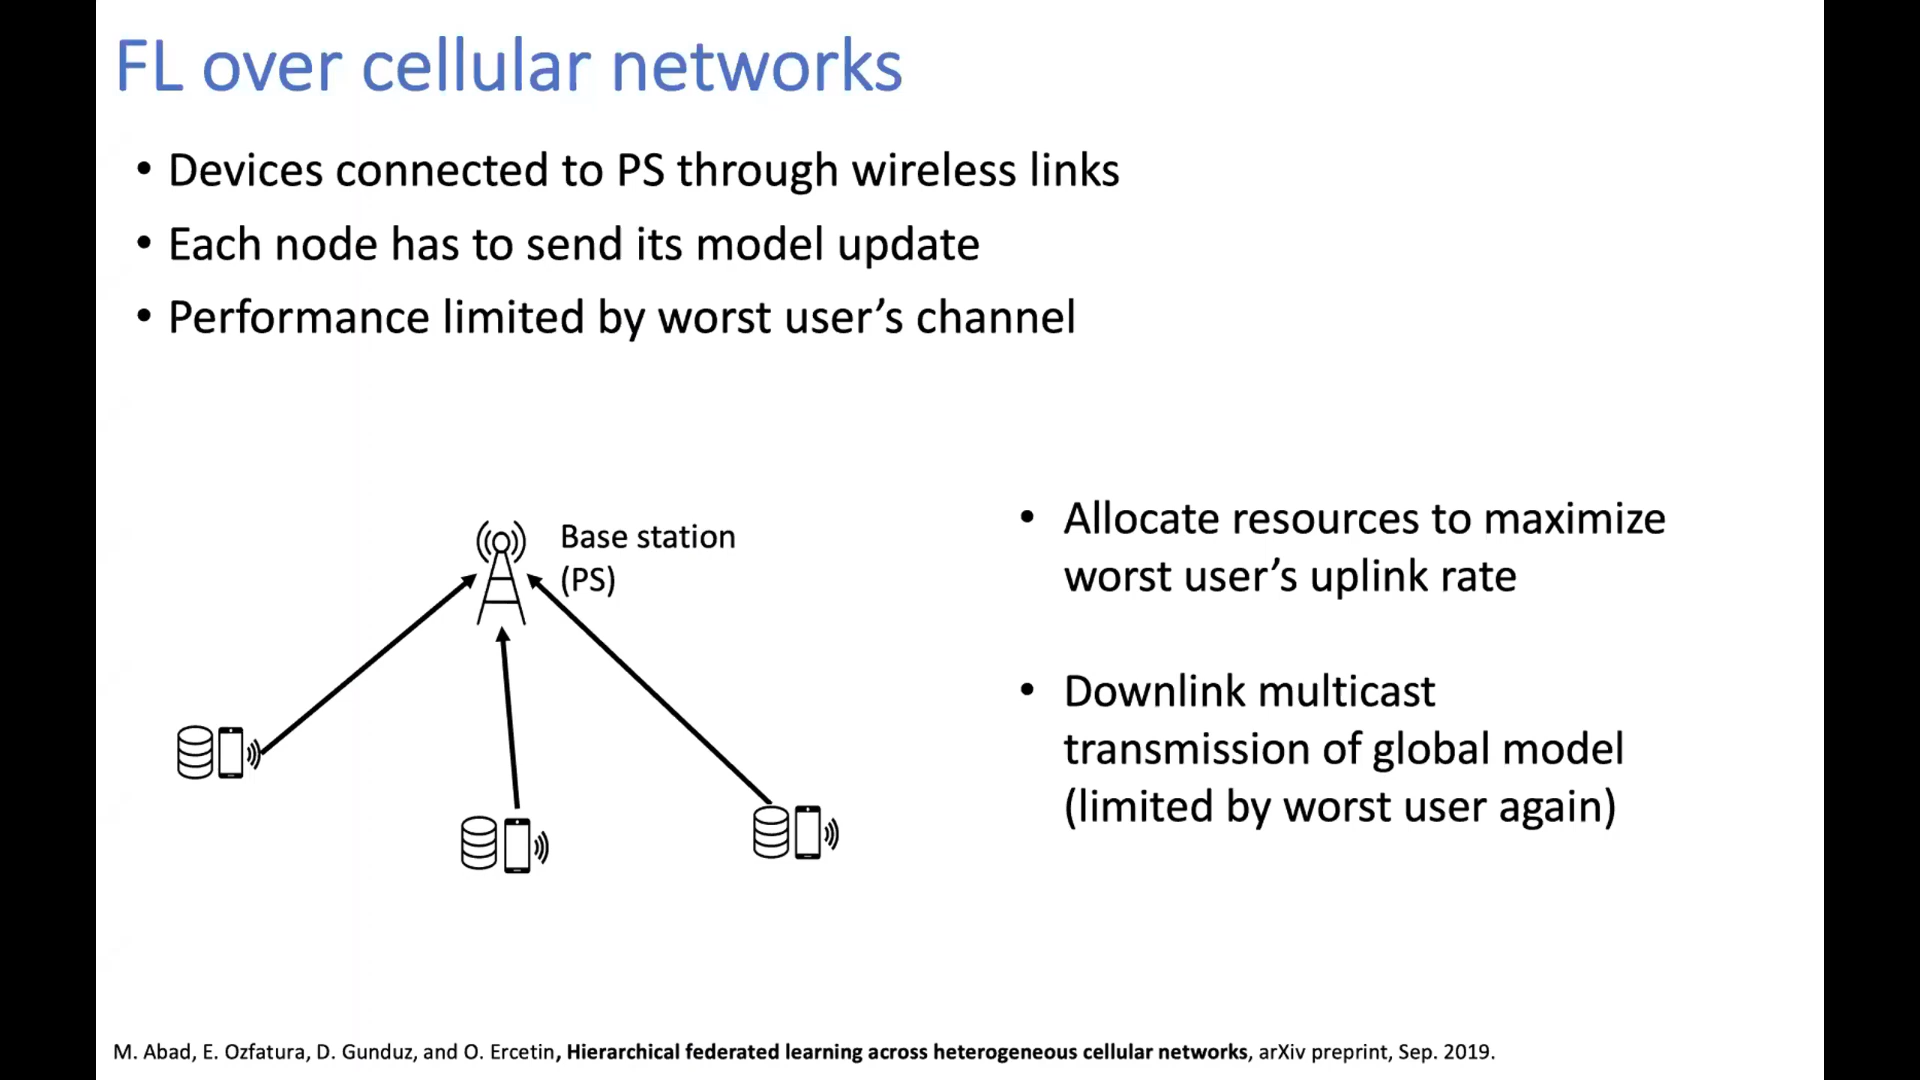 FL over cellular networks
• Devices connected to PS through wireless links
• Each node has to send its model update
• Performance limited by worst user’s channel
Base station
(PS)
• Allocate resources to maximize
worst user’s uplink rate
• Downlink multicast
transmission of global model
(limited by worst user again)
M. Abad, E. Ozfatura, D. Gunduz, and O. Ercetin, Hierarchical federated learning across heterogeneous cellular networks, arXiv preprint, Sep. 2019.